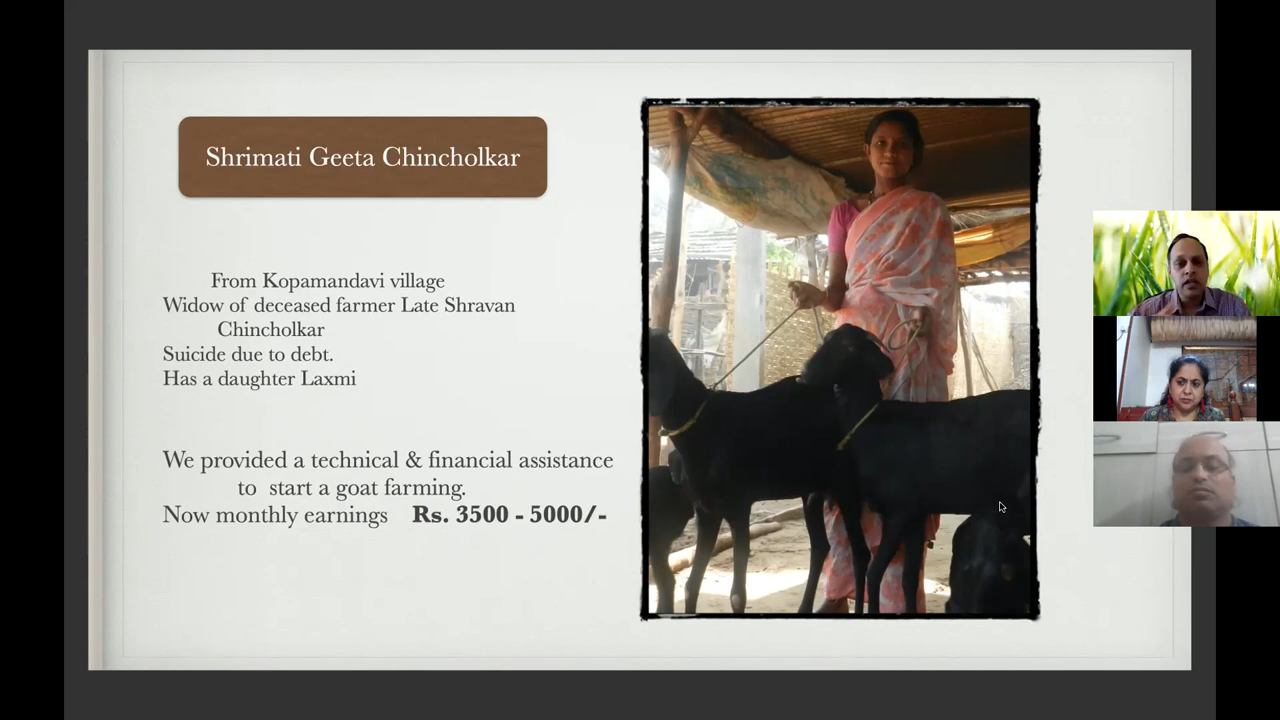 Shrimati Geeta Chincholkar
From Kopamandavi village
Widow of deceased farmer Late Shravan
Chincholkar
Suicide due to debt.
Has a daughter Laxmi
We provided a technical & financial assistance
to start a goat farming.
Now monthly earnings Rs. 3500 - 5000/-